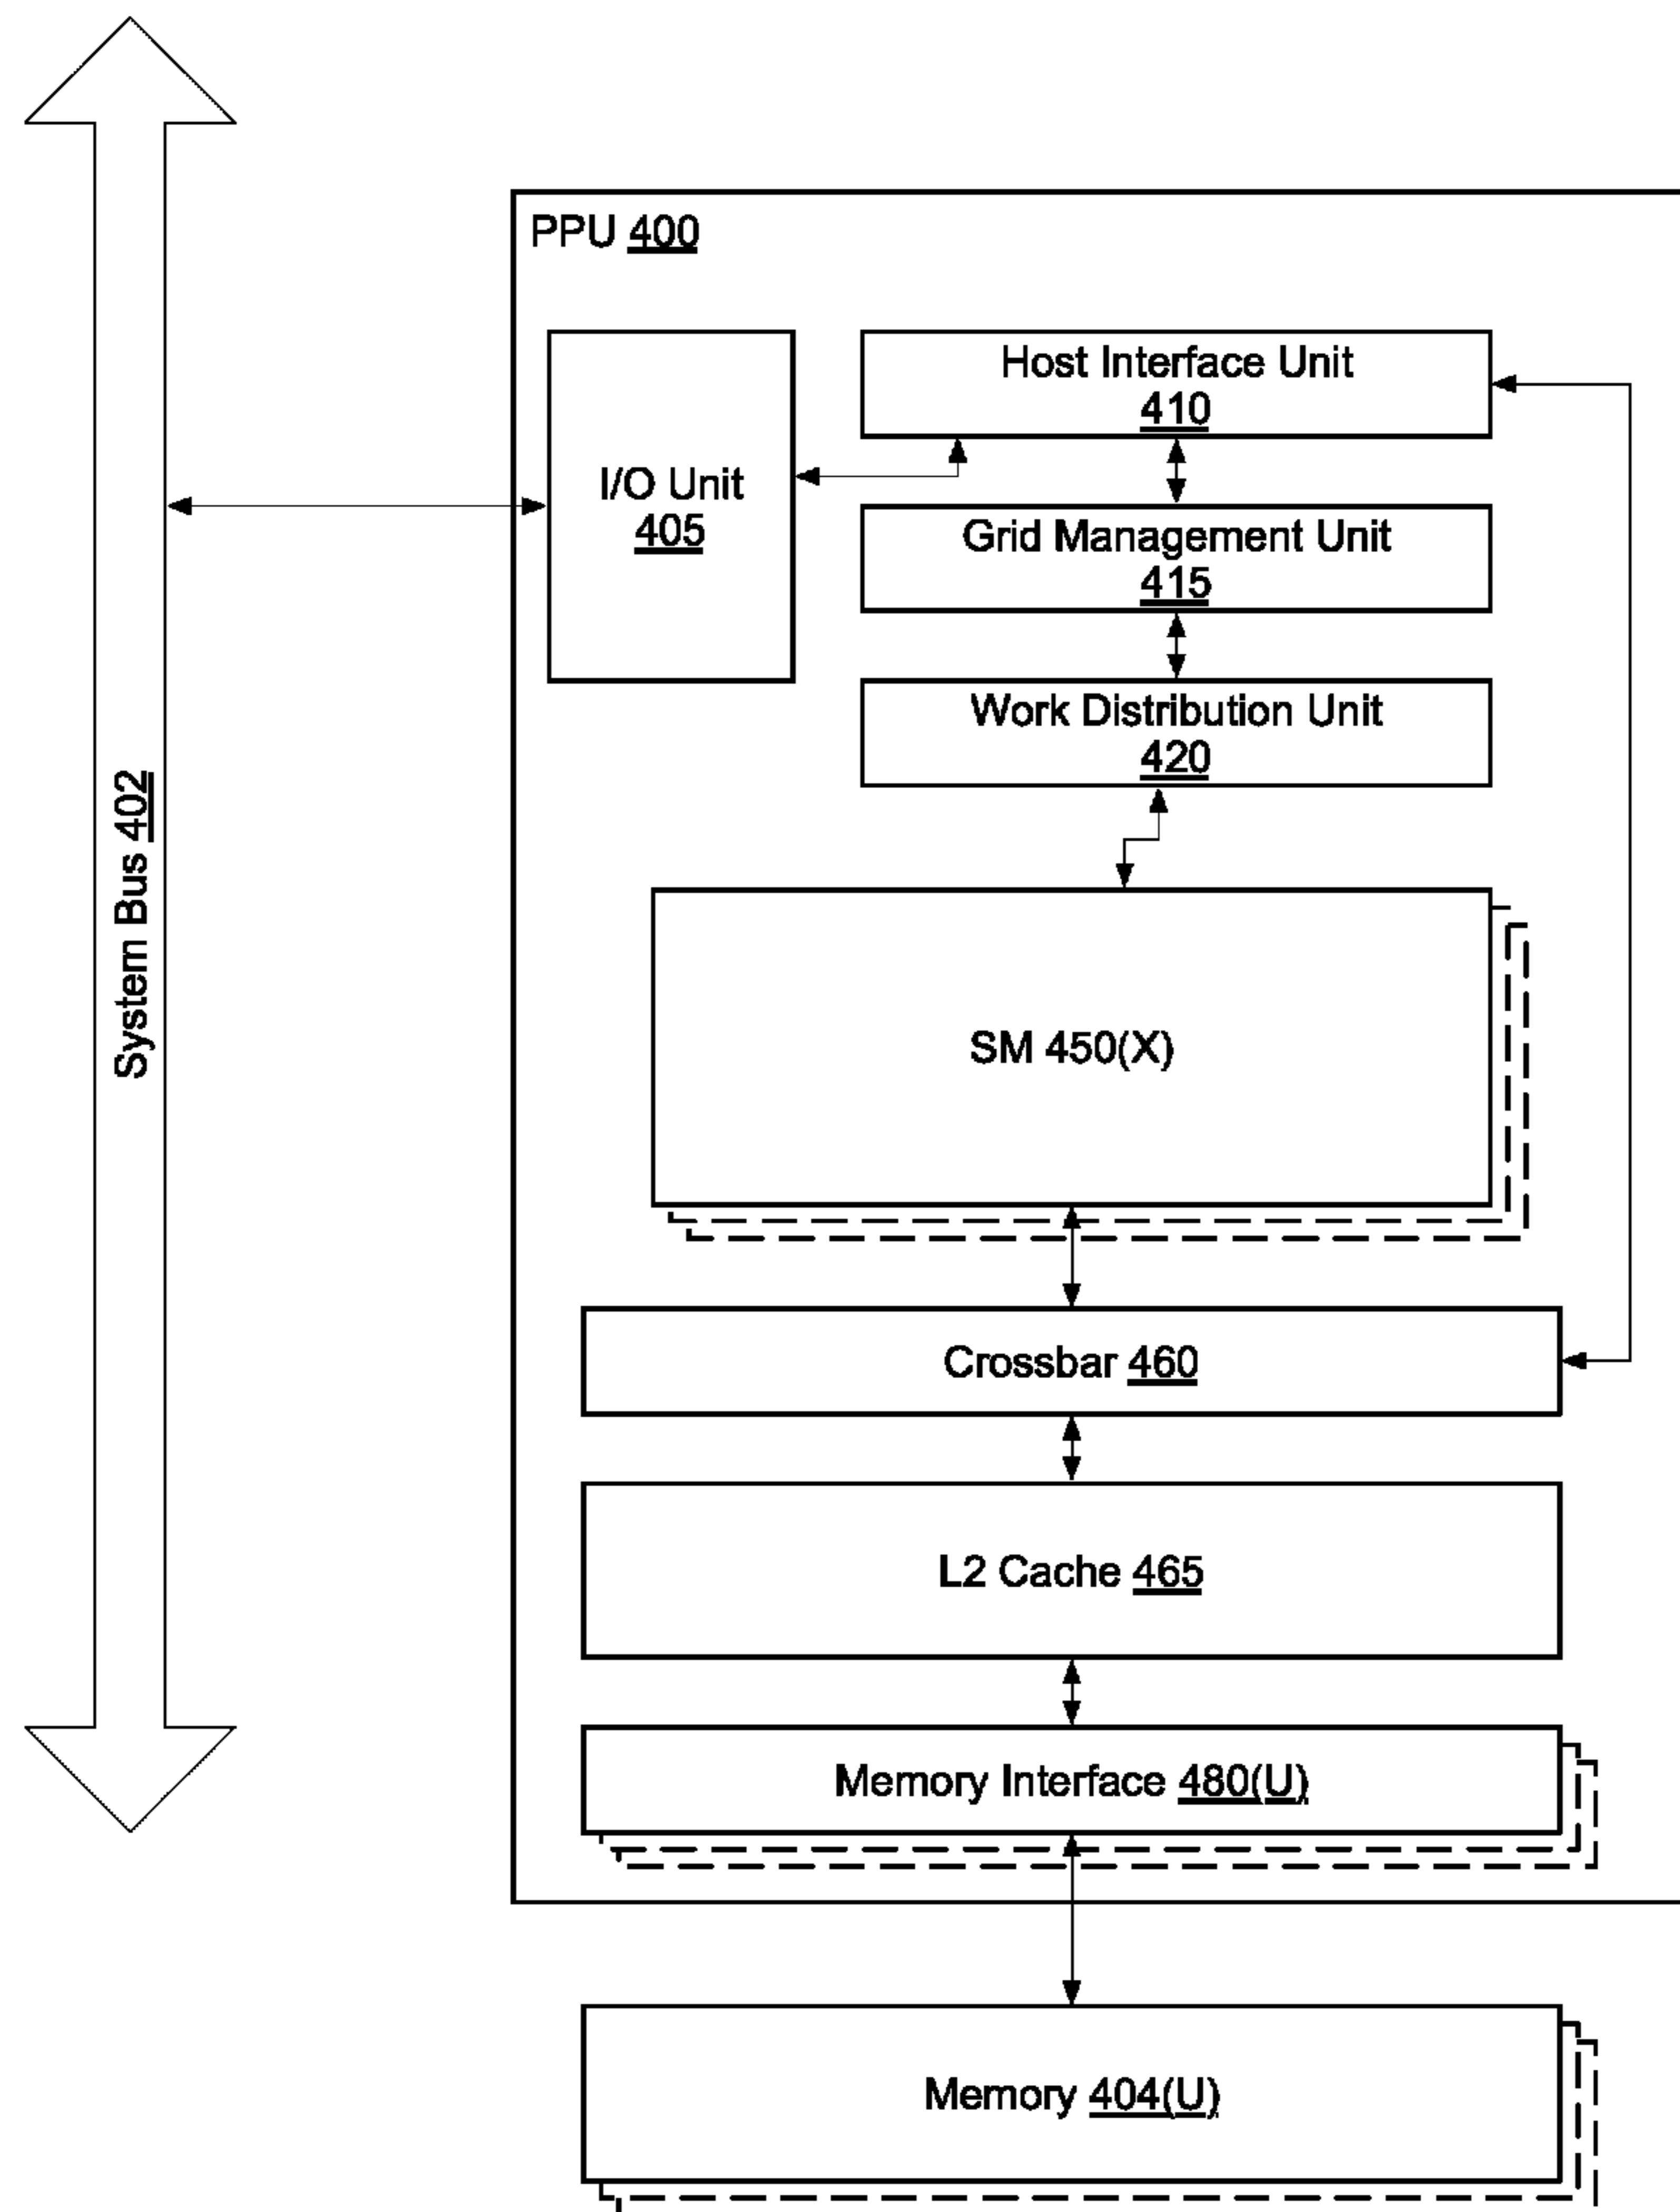 PPU 400
Host Interface Unit
410
I/O Unit
405
Grid Management Unit
415
Work Distribution Unit
420
System Bus 402
SM 450(X)
Crossbar 460
L2 Cache 465
Memory Interface 480(U)
Memory 404(U)